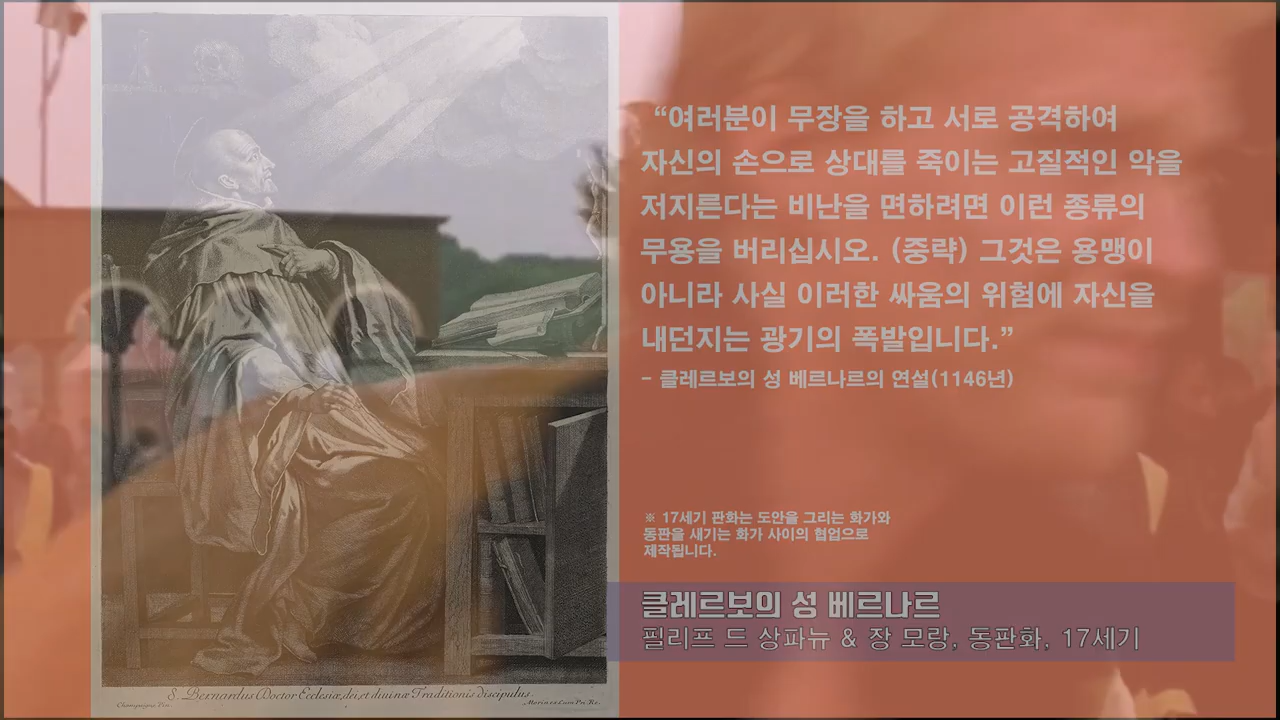 “여러분이 무장을 하고 서로 공격하여
자신의 손으로 상대를 죽이는 고질적인 악을
저지른다는 비난을 면하려면 이런 종류의
무용을 버리십시오. (중략) 그것은 용맹이
아니라 사실 이러한 싸움의 위험에 자신을
내던지는 광기의 폭발입니다.”
- 클레르보의 성 베르나르의 연설(1146년)
※ 17세기 판화는 도안을 그리는 화가와
동판을 새기는 화가 사이의 협업으로
제작됩니다.
클레르보의 성 베르나르
필리프 드 상파뉴 & 장 모랑, 동판화, 17세기
S. Bernardus Doctor Ecclesiæ, dei et diuinæ Traditionis discipulus.
Champaigne Pin.